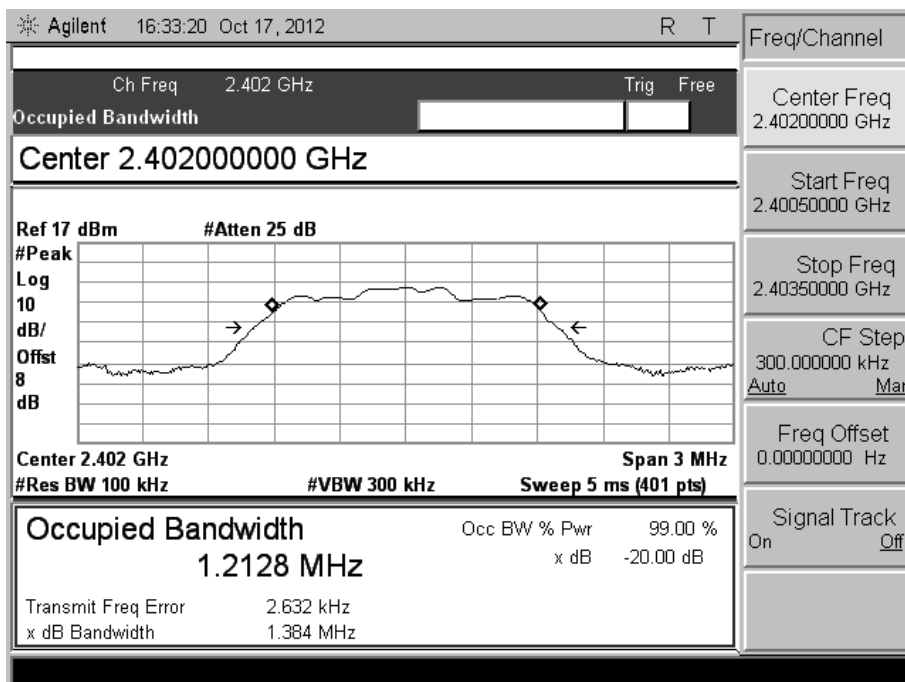 Agilent 16:33:20 Oct 17, 2012 R T
Ch Freq 2.402 GHz Trig Free
Occupied Bandwidth
Center 2.402000000 GHz
Ref 17 dBm #Atten 25 dB
#Peak
Log
10
dB/
Offst
8
dB
Center 2.402 GHz Span 3 MHz
#Res BW 100 kHz #VBW 300 kHz Sweep 5 ms (401 pts)
Occupied Bandwidth
1.2128 MHz
Occ BW % Pwr 99.00 %
x dB -20.00 dB
Transmit Freq Error 2.632 kHz
x dB Bandwidth 1.384 MHz
Freq/Channel
Center Freq
2.40200000 GHz
Start Freq
2.40050000 GHz
Stop Freq
2.40350000 GHz
CF Step
300.000000 kHz
Auto Man
Freq Offset
0.00000000 Hz
Signal Track
On Off